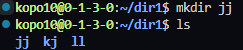 kopo10@0-1-3-0:~/dir1$ mkdir jj
kopo10@0-1-3-0:~/dir1$ ls
jj  kj  ll